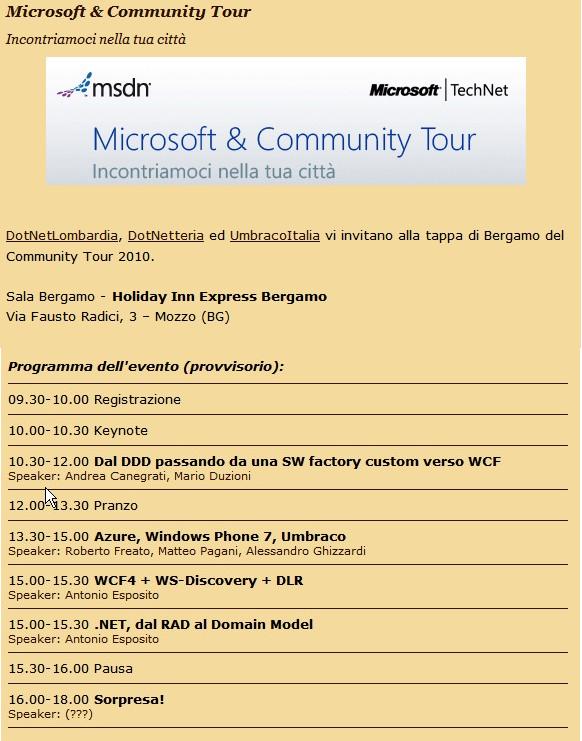 Microsoft & Community Tour
Incontriamoci nella tua città
msdn
Microsoft | TechNet
Microsoft & Community Tour
Incontriamoci nella tua città
DotNetLombardia, DotNetteria ed UmbracoItalia vi invitano alla tappa di Bergamo del
Community Tour 2010.
Sala Bergamo - Holiday Inn Express Bergamo
Via Fausto Radici, 3 – Mozzo (BG)
Programma dell'evento (provvisorio):
09.30-10.00 Registrazione
10.00-10.30 Keynote
10.30-12.00 Dal DDD passando da una SW factory custom verso WCF
Speaker: Andrea Canegrati, Mario Duzioni
12.00-13.30 Pranzo
13.30-15.00 Azure, Windows Phone 7, Umbraco
Speaker: Roberto Freato, Matteo Pagani, Alessandro Ghizzardi
15.00-15.30 WCF4 + WS-Discovery + DLR
Speaker: Antonio Esposito
15.00-15.30 .NET, dal RAD al Domain Model
Speaker: Antonio Esposito
15.30-16.00 Pausa
16.00-18.00 Sorpresa!
Speaker: (???)